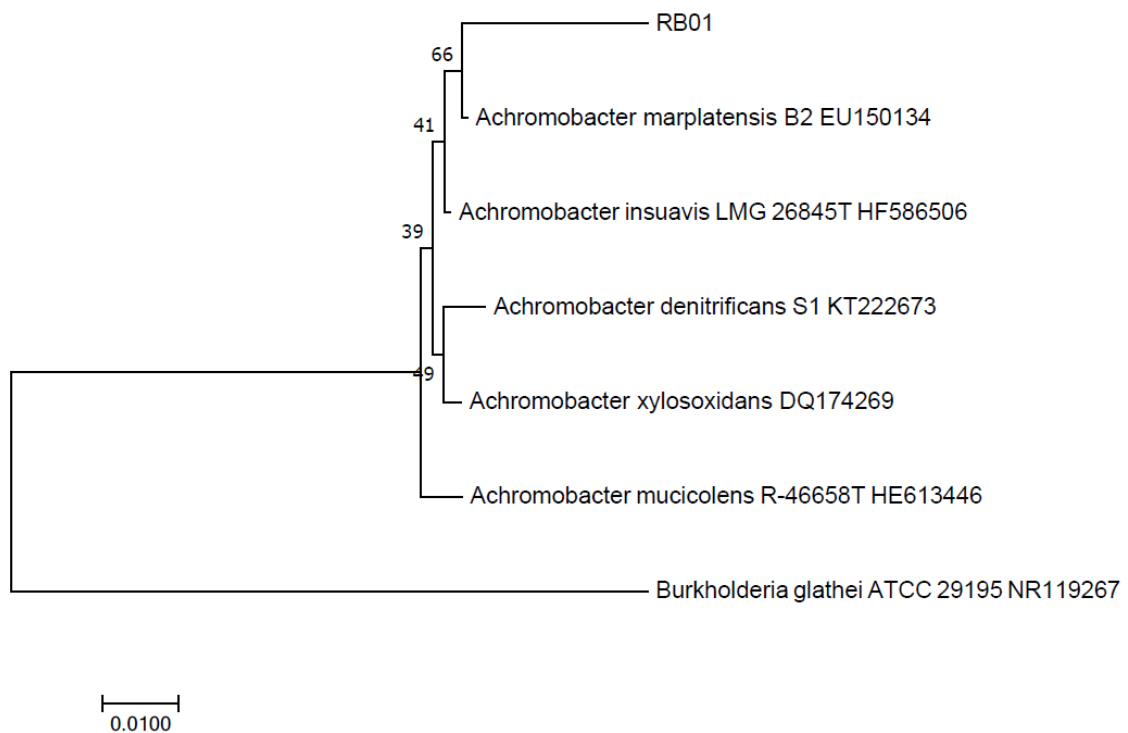 RB01
66
Achromobacter marplatensis B2 EU150134
41
Achromobacter insuavis LMG 26845T HF586506
39
Achromobacter denitrificans S1 KT222673
49
Achromobacter xylosoxidans DQ174269
Achromobacter mucicolens R-46658T HE613446
Burkholderia glathei ATCC 29195 NR119267
0.0100